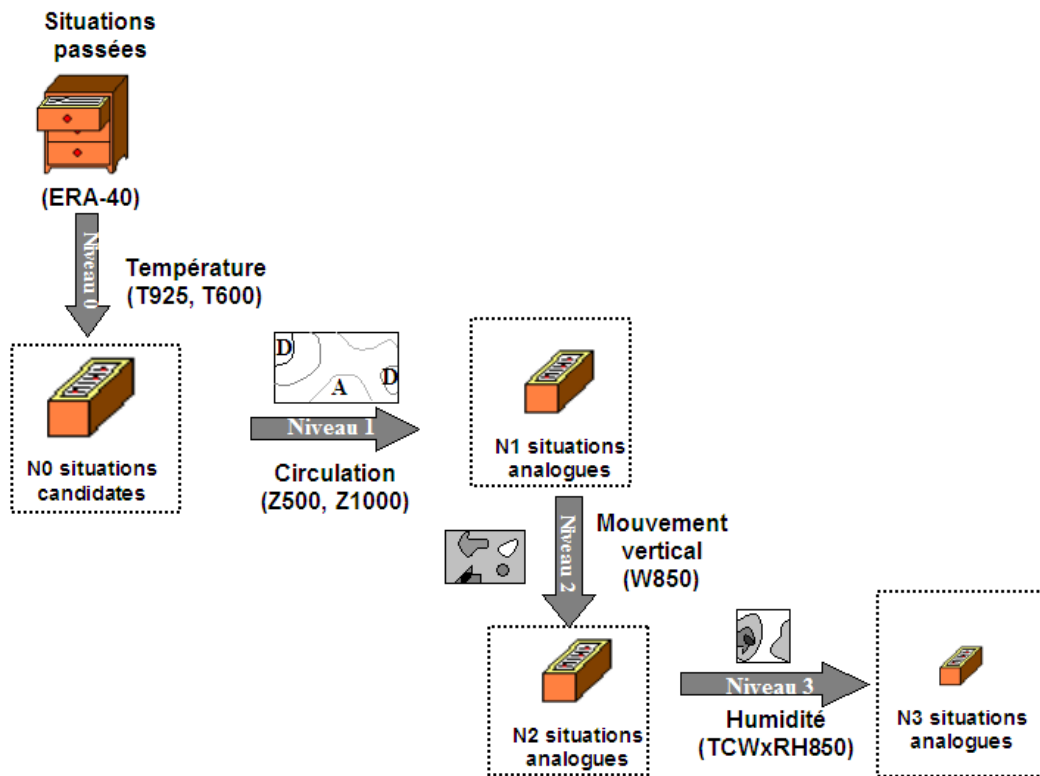 Situations
passées
(ERA-40)
Niveau 0
Température
(T925, T600)
N0 situations
candidates
D
D
A
Niveau 1
Circulation
(Z500, Z1000)
N1 situations
analogues
Niveau 2
Mouvement
vertical
(W850)
N2 situations
analogues
Niveau 3
Humidité
(TCWxRH850)
N3 situations
analogues